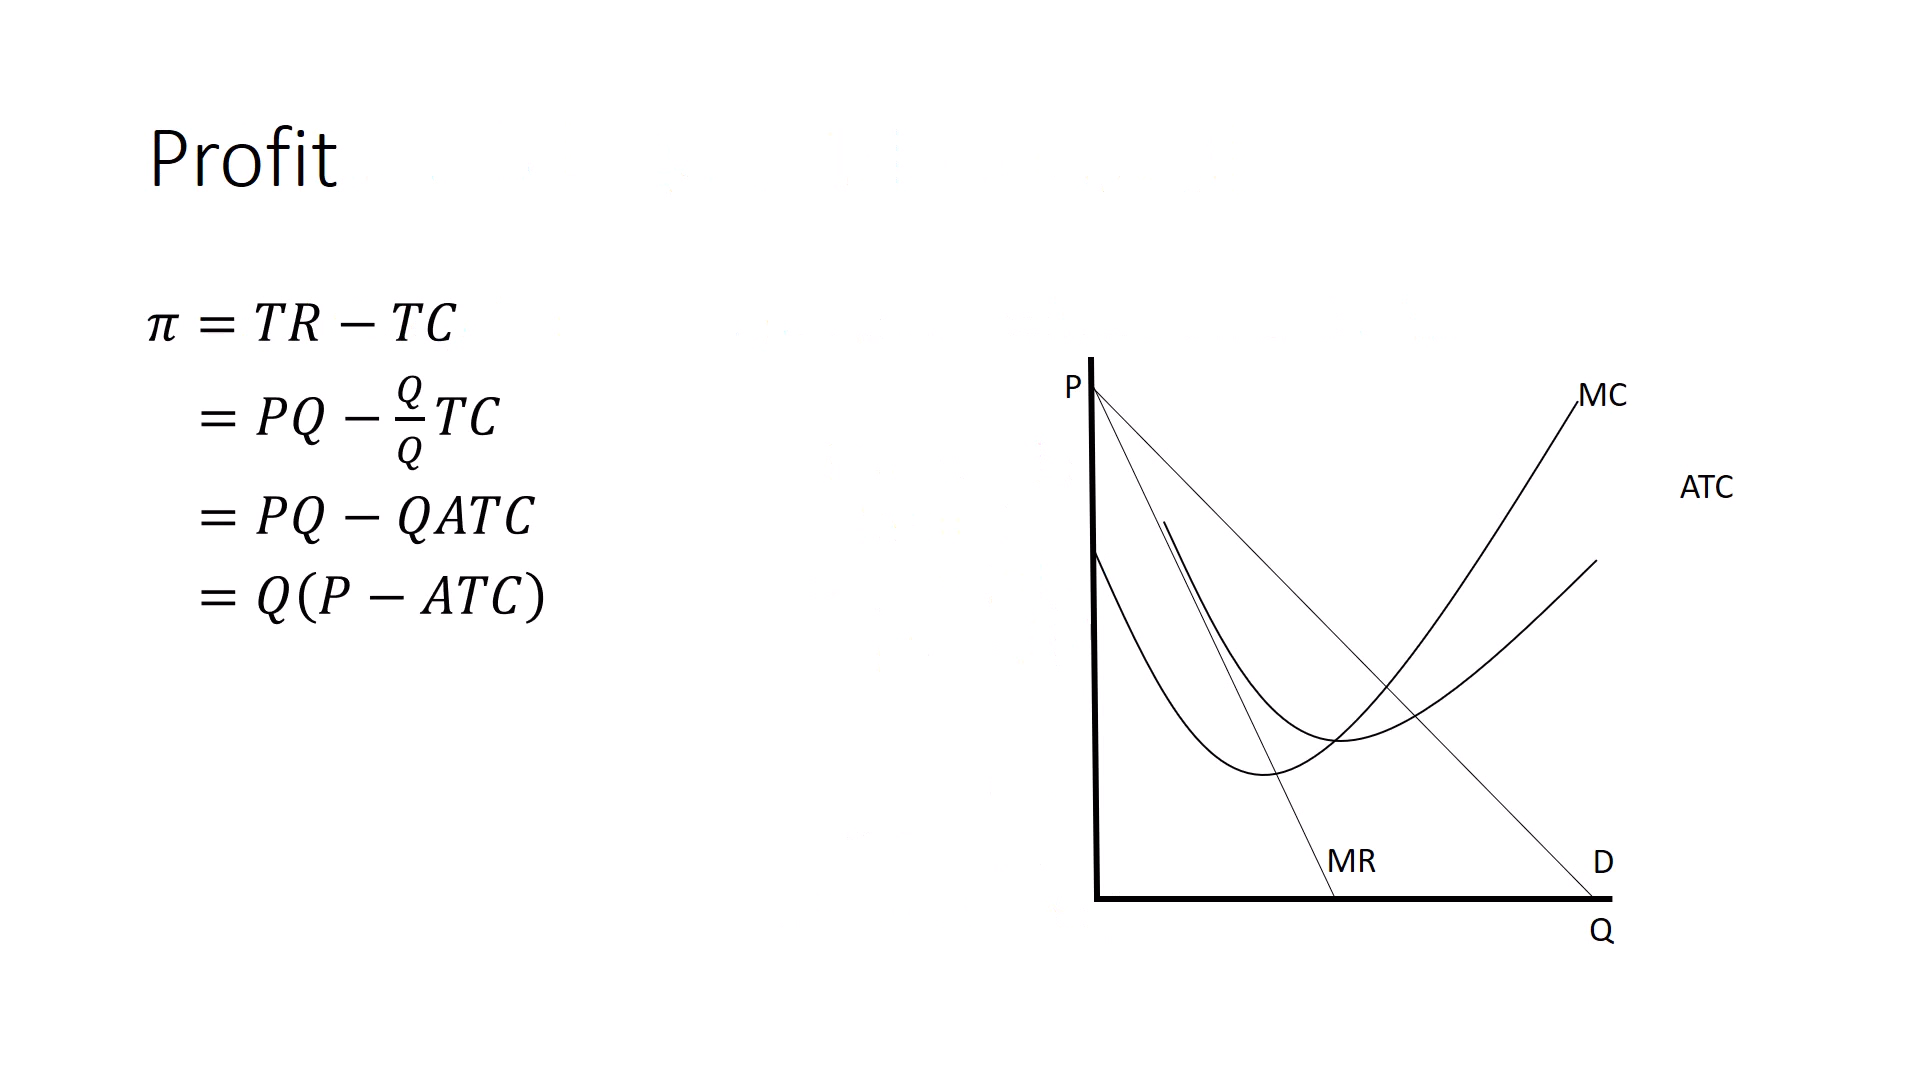 Profit
π = TR − TC
= PQ − Q/Q TC
= PQ − QATC
= Q(P − ATC)
P
MC
ATC
MR
D
Q